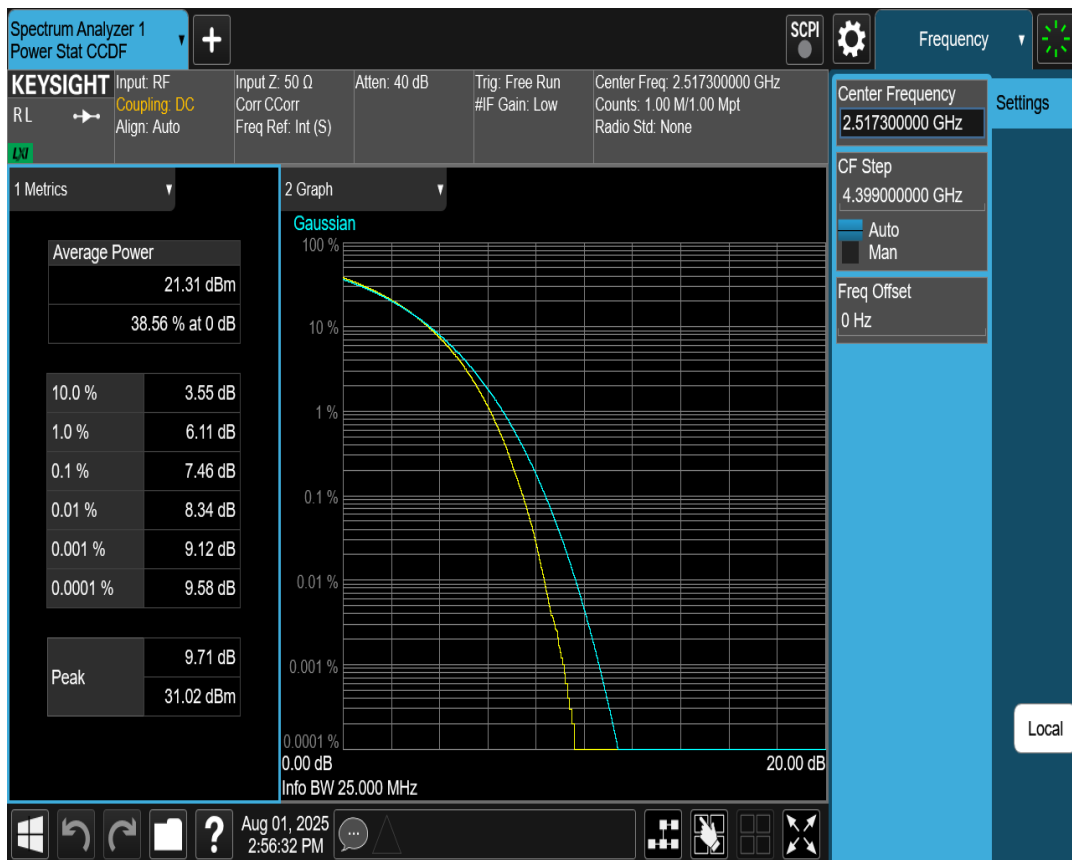 Spectrum Analyzer 1
Power Stat CCDF
+
SCPI
Frequency
KEYSIGHT
RL
LXI
Input: RF
Coupling: DC
Align: Auto
Input Z: 50 Ω
Corr CCorr
Freq Ref: Int (S)
Atten: 40 dB
Trig: Free Run
#IF Gain: Low
Center Freq: 2.517300000 GHz
Counts: 1.00 M/1.00 Mpt
Radio Std: None
Center Frequency
2.517300000 GHz
Settings
CF Step
4.399000000 GHz
Auto
Man
Freq Offset
0 Hz
Local
1 Metrics
Average Power
21.31 dBm
38.56 % at 0 dB
10.0 % 3.55 dB
1.0 % 6.11 dB
0.1 % 7.46 dB
0.01 % 8.34 dB
0.001 % 9.12 dB
0.0001 % 9.58 dB
Peak
9.71 dB
31.02 dBm
2 Graph
Gaussian
100 %
10 %
1 %
0.1 %
0.01 %
0.001 %
0.0001 %
0.00 dB 20.00 dB
Info BW 25.000 MHz
?
Aug 01, 2025
2:56:32 PM